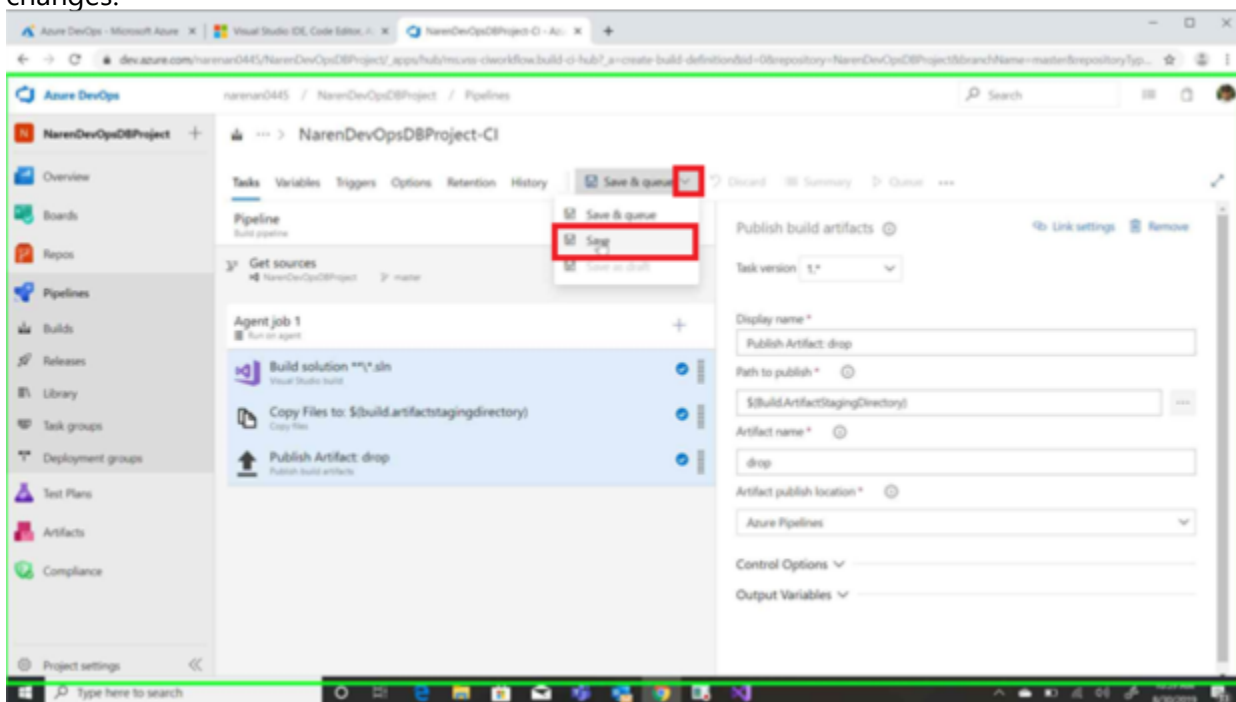 changes.
Azure DevOps - Microsoft Azure
Visual Studio IDE, Code Editor,
NarenDevOpsDBProject-CI - Az
Azure DevOps
narenan0445 / NarenDevOpsDBProject / Pipelines
Search
NarenDevOpsDBProject
NarenDevOpsDBProject-CI
Overview
Boards
Repos
Pipelines
Builds
Releases
Library
Task groups
Deployment groups
Test Plans
Artifacts
Compliance
Project settings
Tasks Variables Triggers Options Retention History
Save & queue
Discard Summary Queue ...
Save & queue
Save
Save as draft
Pipeline
Build pipeline
Get sources
NarenDevOpsDBProject master
Agent job 1
Run on agent
Build solution **\*.sln
Visual Studio build
Copy Files to: $(build.artifactstagingdirectory)
Copy files
Publish Artifact: drop
Publish build artifacts
Publish build artifacts
Link settings Remove
Task version 1.*
Display name *
Publish Artifact: drop
Path to publish *
$(Build.ArtifactStagingDirectory)
Artifact name *
drop
Artifact publish location *
Azure Pipelines
Control Options
Output Variables
Type here to search